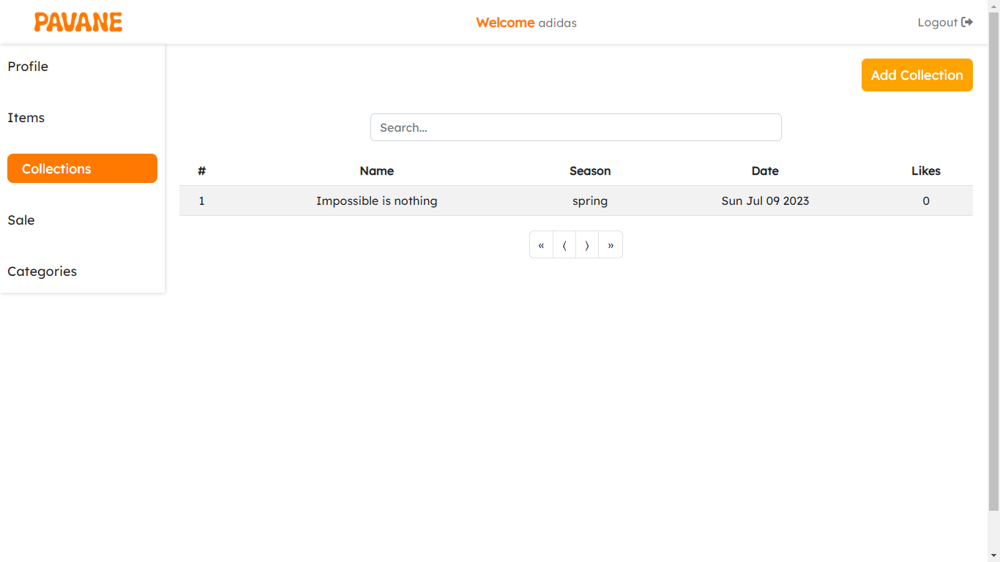 PAVANE
Welcome adidas
Logout
Profile
Items
Collections
Sale
Categories
Add Collection
Search...
# Name Season Date Likes
1 Impossible is nothing spring Sun Jul 09 2023 0
« ⟨ ⟩ »